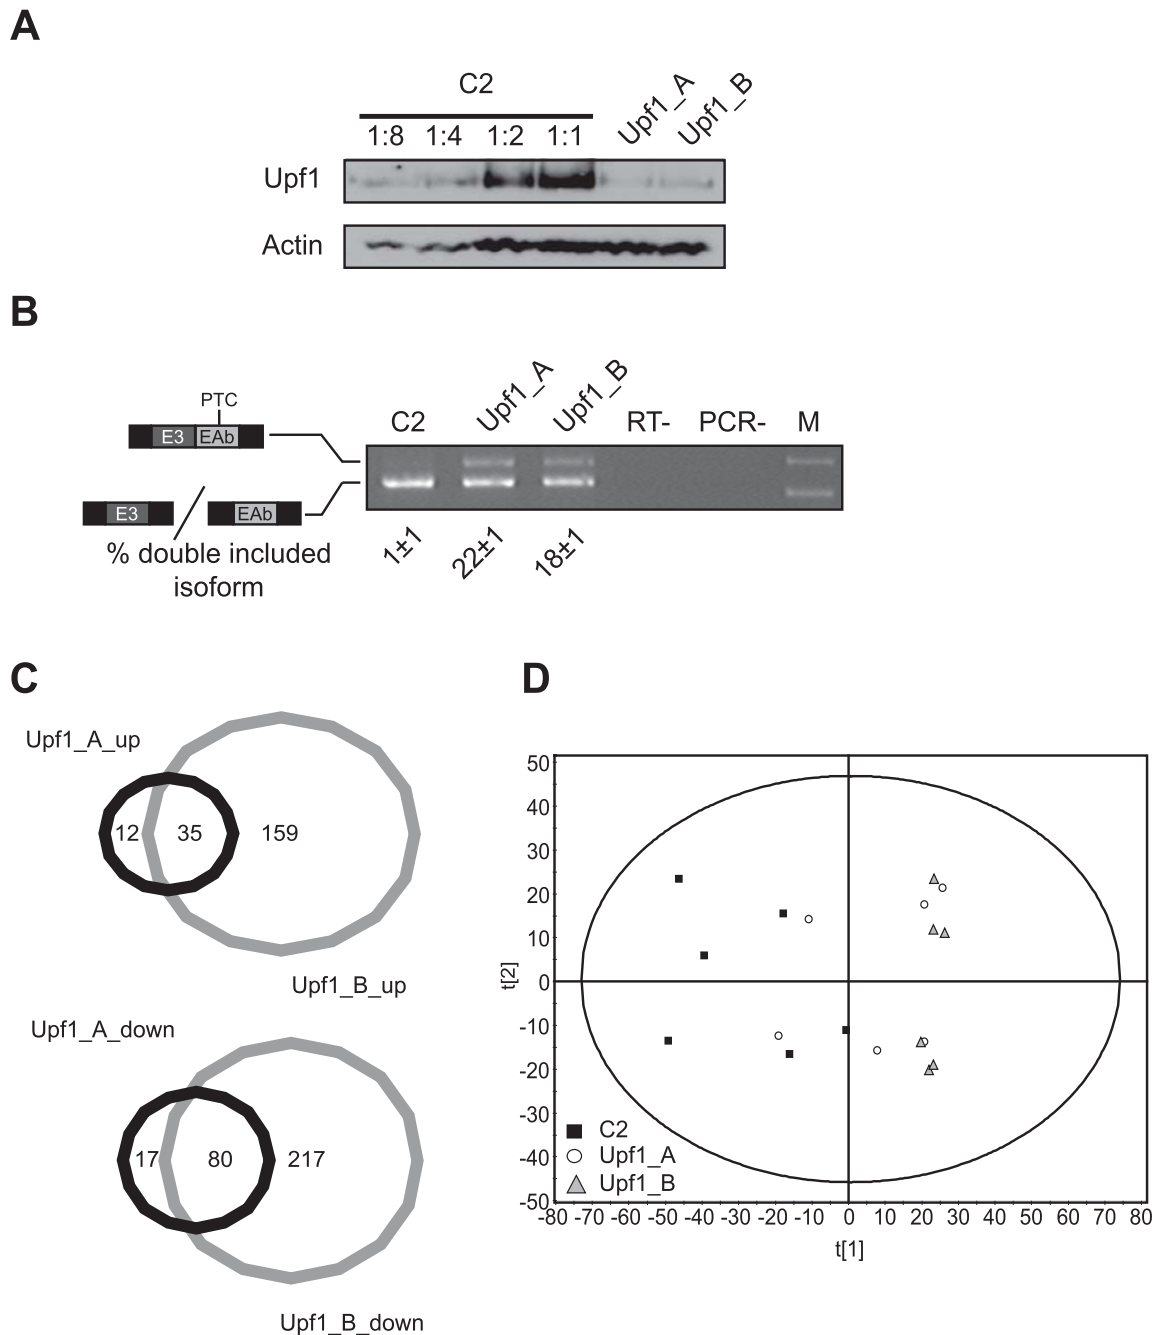 A
C2
1:8 1:4 1:2 1:1 Upf1_A Upf1_B
Upf1
Actin
B
PTC
E3 EAb
E3 EAb
C2 Upf1_A Upf1_B RT- PCR- M
% double included
isoform
1±1 22±1 18±1
C
Upf1_A_up
12 35 159
Upf1_B_up
Upf1_A_down
17 80 217
Upf1_B_down
D
50
40
30
20
10
0
-10
-20
-30
-40
-50
t[2]
C2
Upf1_A
Upf1_B
-80 -70 -60 -50 -40 -30 -20 -10 0 10 20 30 40 50 60 70 80
t[1]